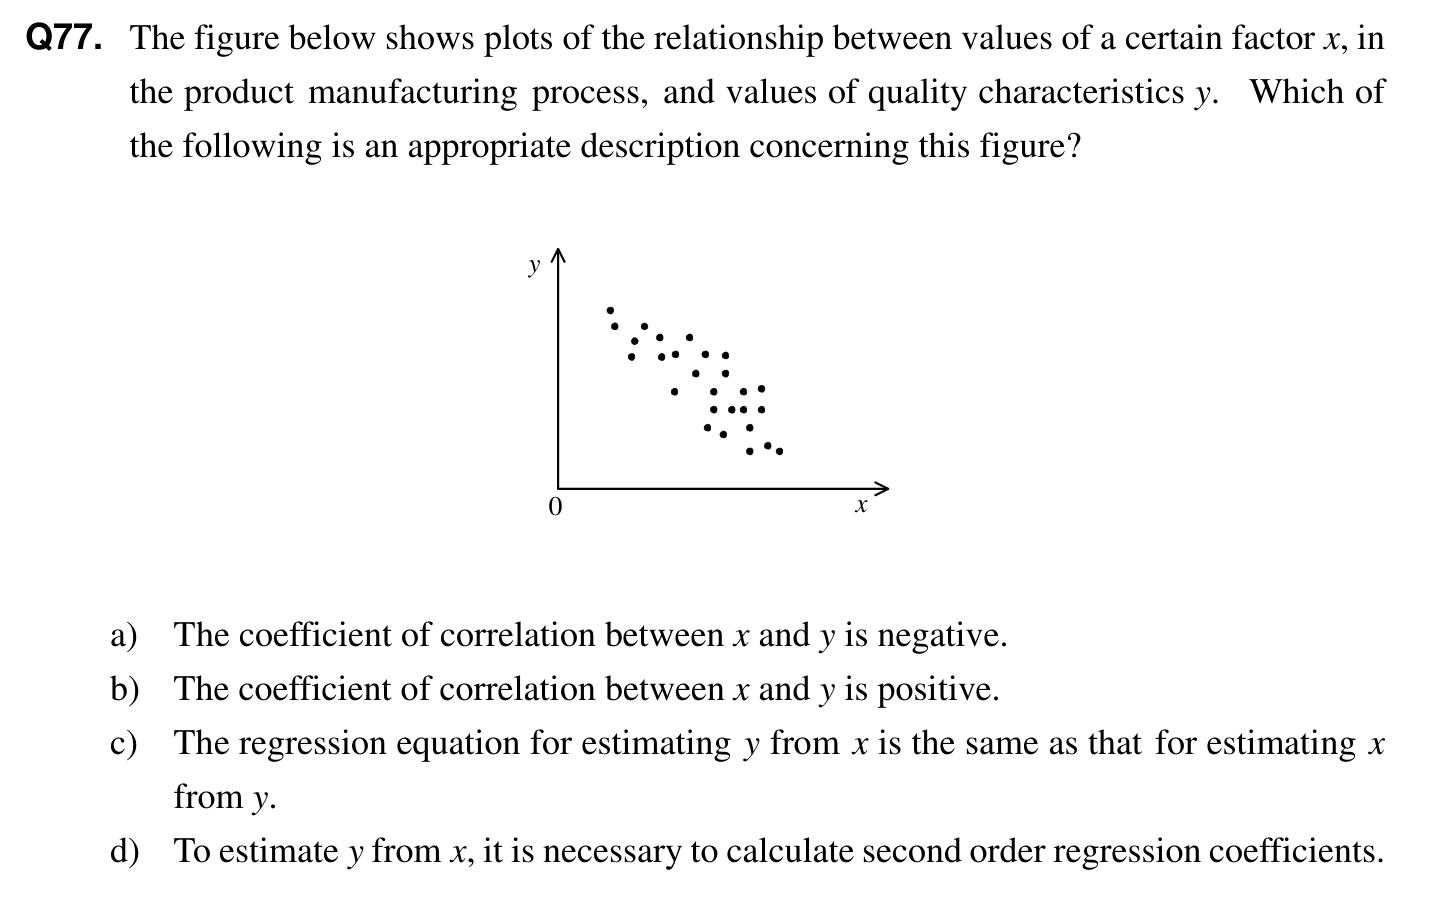 Q77. The figure below shows plots of the relationship between values of a certain factor x, in
the product manufacturing process, and values of quality characteristics y. Which of
the following is an appropriate description concerning this figure?
y
0
x
a) The coefficient of correlation between x and y is negative.
b) The coefficient of correlation between x and y is positive.
c) The regression equation for estimating y from x is the same as that for estimating x
from y.
d) To estimate y from x, it is necessary to calculate second order regression coefficients.